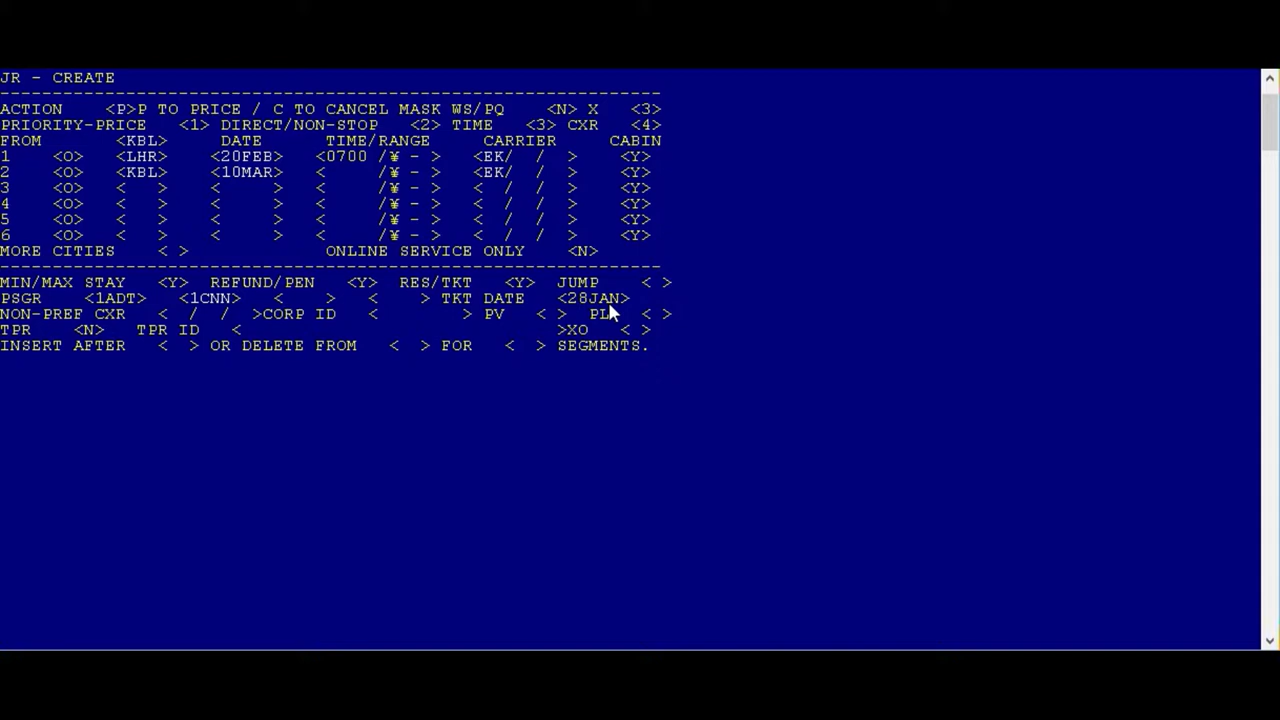 JR - CREATE
---------------------------------------------------------------
ACTION    <P>P TO PRICE / C TO CANCEL MASK WS/PQ    <N> X   <3>
PRIORITY-PRICE   <1> DIRECT/NON-STOP   <2> TIME   <3> CXR   <4>
FROM       <KBL>     DATE      TIME/RANGE     CARRIER     CABIN
1    <O>   <LHR>    <20FEB>   <0700 /¥ - >   <EK/  /  >    <Y>
2    <O>   <KBL>    <10MAR>   <     /¥ - >   <EK/  /  >    <Y>
3    <O>   <   >    <     >   <     /¥ - >   <  /  /  >    <Y>
4    <O>   <   >    <     >   <     /¥ - >   <  /  /  >    <Y>
5    <O>   <   >    <     >   <     /¥ - >   <  /  /  >    <Y>
6    <O>   <   >    <     >   <     /¥ - >   <  /  /  >    <Y>
MORE CITIES    < >             ONLINE SERVICE ONLY    <N>
---------------------------------------------------------------
MIN/MAX STAY   <Y>  REFUND/PEN   <Y>  RES/TKT    <Y>  JUMP    < >
PSGR    <1ADT>   <1CNN>   <    >   <    > TKT DATE   <28JAN>
NON-PREF CXR   <  /  /  >CORP ID   <        > PV   < >  PL   < >
TPR    <N>   TPR ID   <                              >XO   < >
INSERT AFTER   <  > OR DELETE FROM   <  > FOR   <  > SEGMENTS.